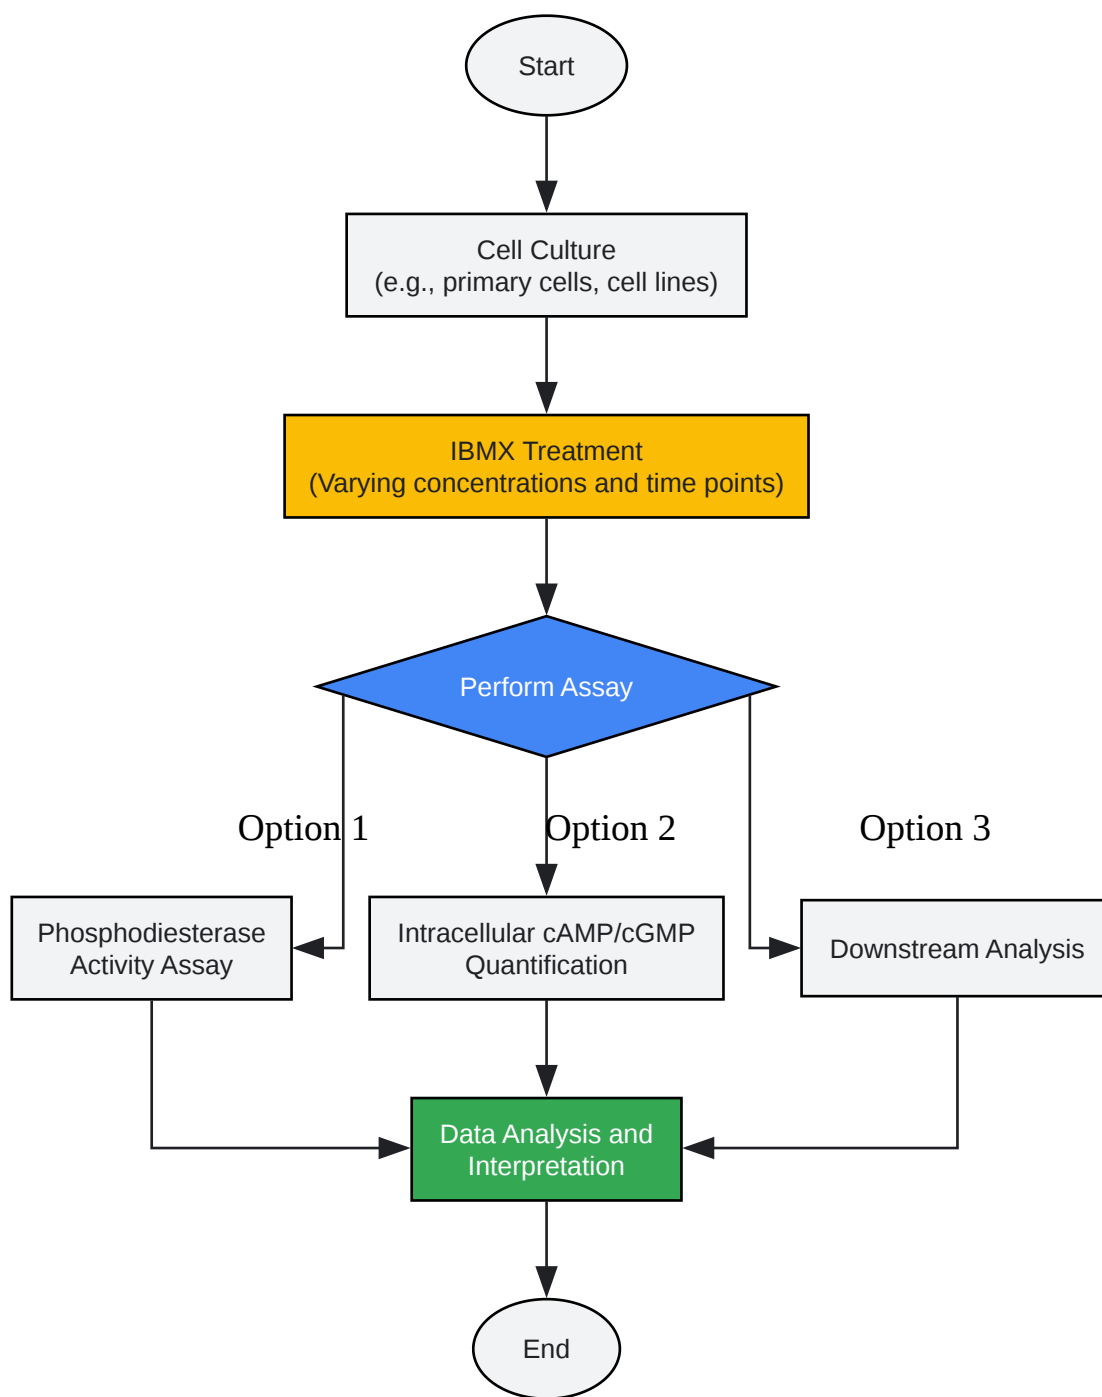 Start
Cell Culture
(e.g., primary cells, cell lines)
IBMX Treatment
(Varying concentrations and time points)
Perform Assay
Option 1
Option 2
Option 3
Phosphodiesterase
Activity Assay
Intracellular cAMP/cGMP
Quantification
Downstream Analysis
Data Analysis and
Interpretation
End